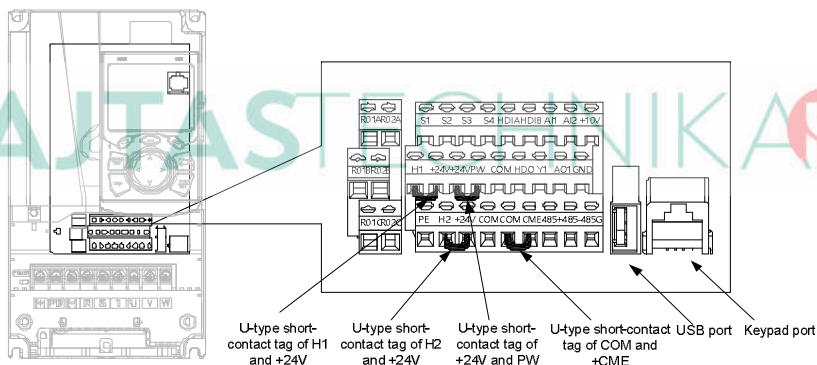 AJTASTECHNIKA
R01A R02A
S1 S2 S3 S4 HDIA HDIB AI1 AI2 +10V
R01B R02B
H1 +24V +24V PW COM HDO Y1 AO1 GND
R01C R02C
PE H2 +24V COM COM CME 485+ 485- 485G
(+) PB (-) R S T U V W
U-type short-contact tag of H1 and +24V
U-type short-contact tag of H2 and +24V
U-type short-contact tag of +24V and PW
U-type short-contact tag of COM and +CME
USB port
Keypad port